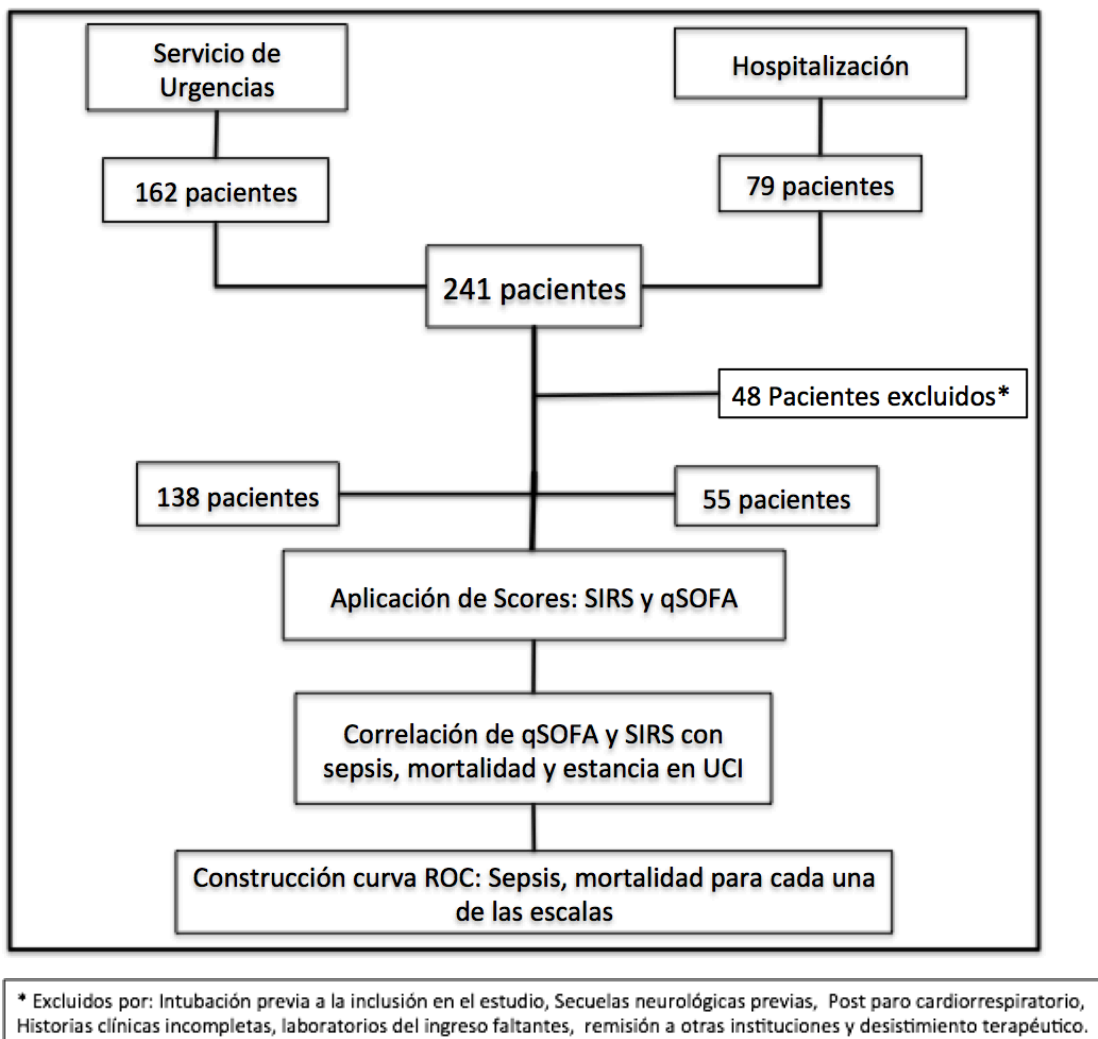 Servicio de
Urgencias
Hospitalización
162 pacientes
79 pacientes
241 pacientes
48 Pacientes excluidos*
138 pacientes
55 pacientes
Aplicación de Scores: SIRS y qSOFA
Correlación de qSOFA y SIRS con
sepsis, mortalidad y estancia en UCI
Construcción curva ROC: Sepsis, mortalidad para cada una
de las escalas
* Excluidos por: Intubación previa a la inclusión en el estudio, Secuelas neurológicas previas, Post paro cardiorrespiratorio,
Historias clínicas incompletas, laboratorios del ingreso faltantes, remisión a otras instituciones y desistimiento terapéutico.